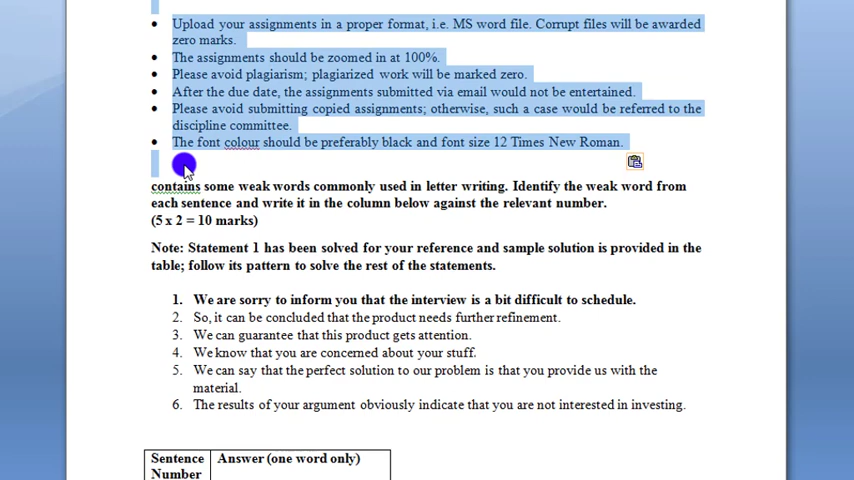 Upload your assignments in a proper format, i.e. MS word file. Corrupt files will be awarded
zero marks.
The assignments should be zoomed in at 100%.
Please avoid plagiarism; plagiarized work will be marked zero.
After the due date, the assignments submitted via email would not be entertained.
Please avoid submitting copied assignments; otherwise, such a case would be referred to the
discipline committee.
The font colour should be preferably black and font size 12 Times New Roman.
contains some weak words commonly used in letter writing. Identify the weak word from
each sentence and write it in the column below against the relevant number.
(5 x 2 = 10 marks)
Note: Statement 1 has been solved for your reference and sample solution is provided in the
table; follow its pattern to solve the rest of the statements.
1. We are sorry to inform you that the interview is a bit difficult to schedule.
2. So, it can be concluded that the product needs further refinement.
3. We can guarantee that this product gets attention.
4. We know that you are concerned about your stuff.
5. We can say that the perfect solution to our problem is that you provide us with the
material.
6. The results of your argument obviously indicate that you are not interested in investing.
Sentence Answer (one word only)
Number